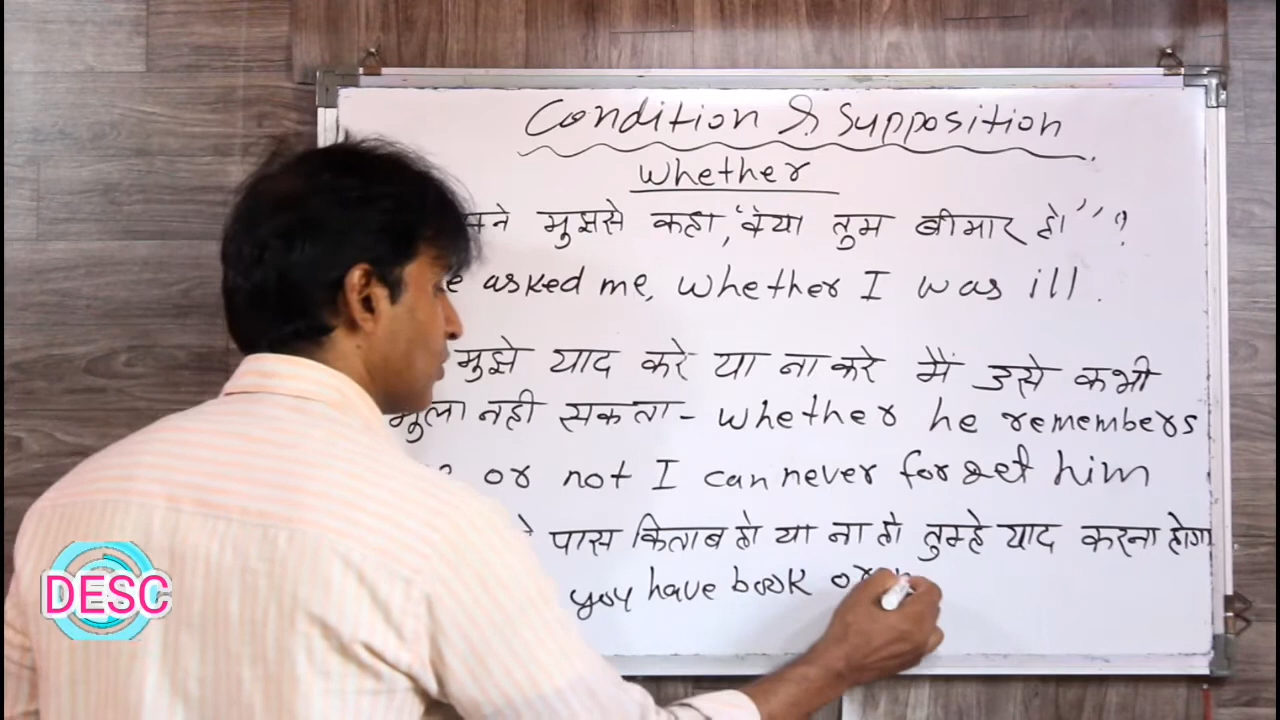 Condition & Supposition
Whether
मुझसे कहा, "क्या तुम बीमार हो" ?
asked me, whether I was ill.
मुझे याद करे या ना करे मैं उसे कभी
भुला नही सकता - whether he remembers
or not I can never forget him
पास किताब हो या ना हो तुम्हे याद करना होगा
you have book or
DESC